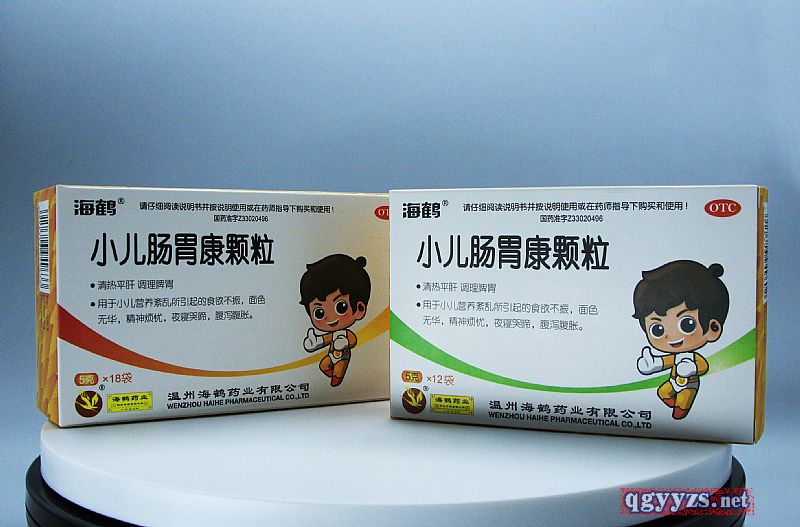 海鹤®
请仔细阅读说明书并按说明使用或在药师指导下购买和使用！
国药准字Z33020496
小儿肠胃康颗粒
• 清热平肝 调理脾胃
• 用于小儿营养紊乱所引起的食欲不振，面色
无华，精神烦忧，夜寝哭啼，腹泻腹胀。
5克 ×18袋
海鹤药业
温州海鹤药业有限公司
WENZHOU HAIHE PHARMACEUTICAL CO.,LTD
海鹤®
请仔细阅读说明书并按说明使用或在药师指导下购买和使用！
国药准字Z33020496
OTC
小儿肠胃康颗粒
• 清热平肝 调理脾胃
• 用于小儿营养紊乱所引起的食欲不振，面色
无华，精神烦忧，夜寝哭啼，腹泻腹胀。
5克 ×12袋
海鹤药业
温州海鹤药业有限公司
WENZHOU HAIHE PHARMACEUTICAL CO.,LTD
qgyyzs.net